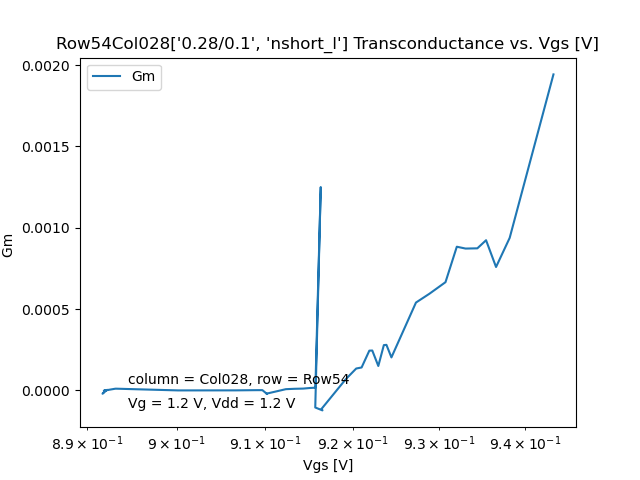 Row54Col028['0.28/0.1', 'nshort_l'] Transconductance vs. Vgs [V]
Gm
0.0020
0.0015
0.0010
0.0005
0.0000
Gm
column = Col028, row = Row54
Vg = 1.2 V, Vdd = 1.2 V
8.9 × 10⁻¹ 9 × 10⁻¹ 9.1 × 10⁻¹ 9.2 × 10⁻¹ 9.3 × 10⁻¹ 9.4 × 10⁻¹
Vgs [V]